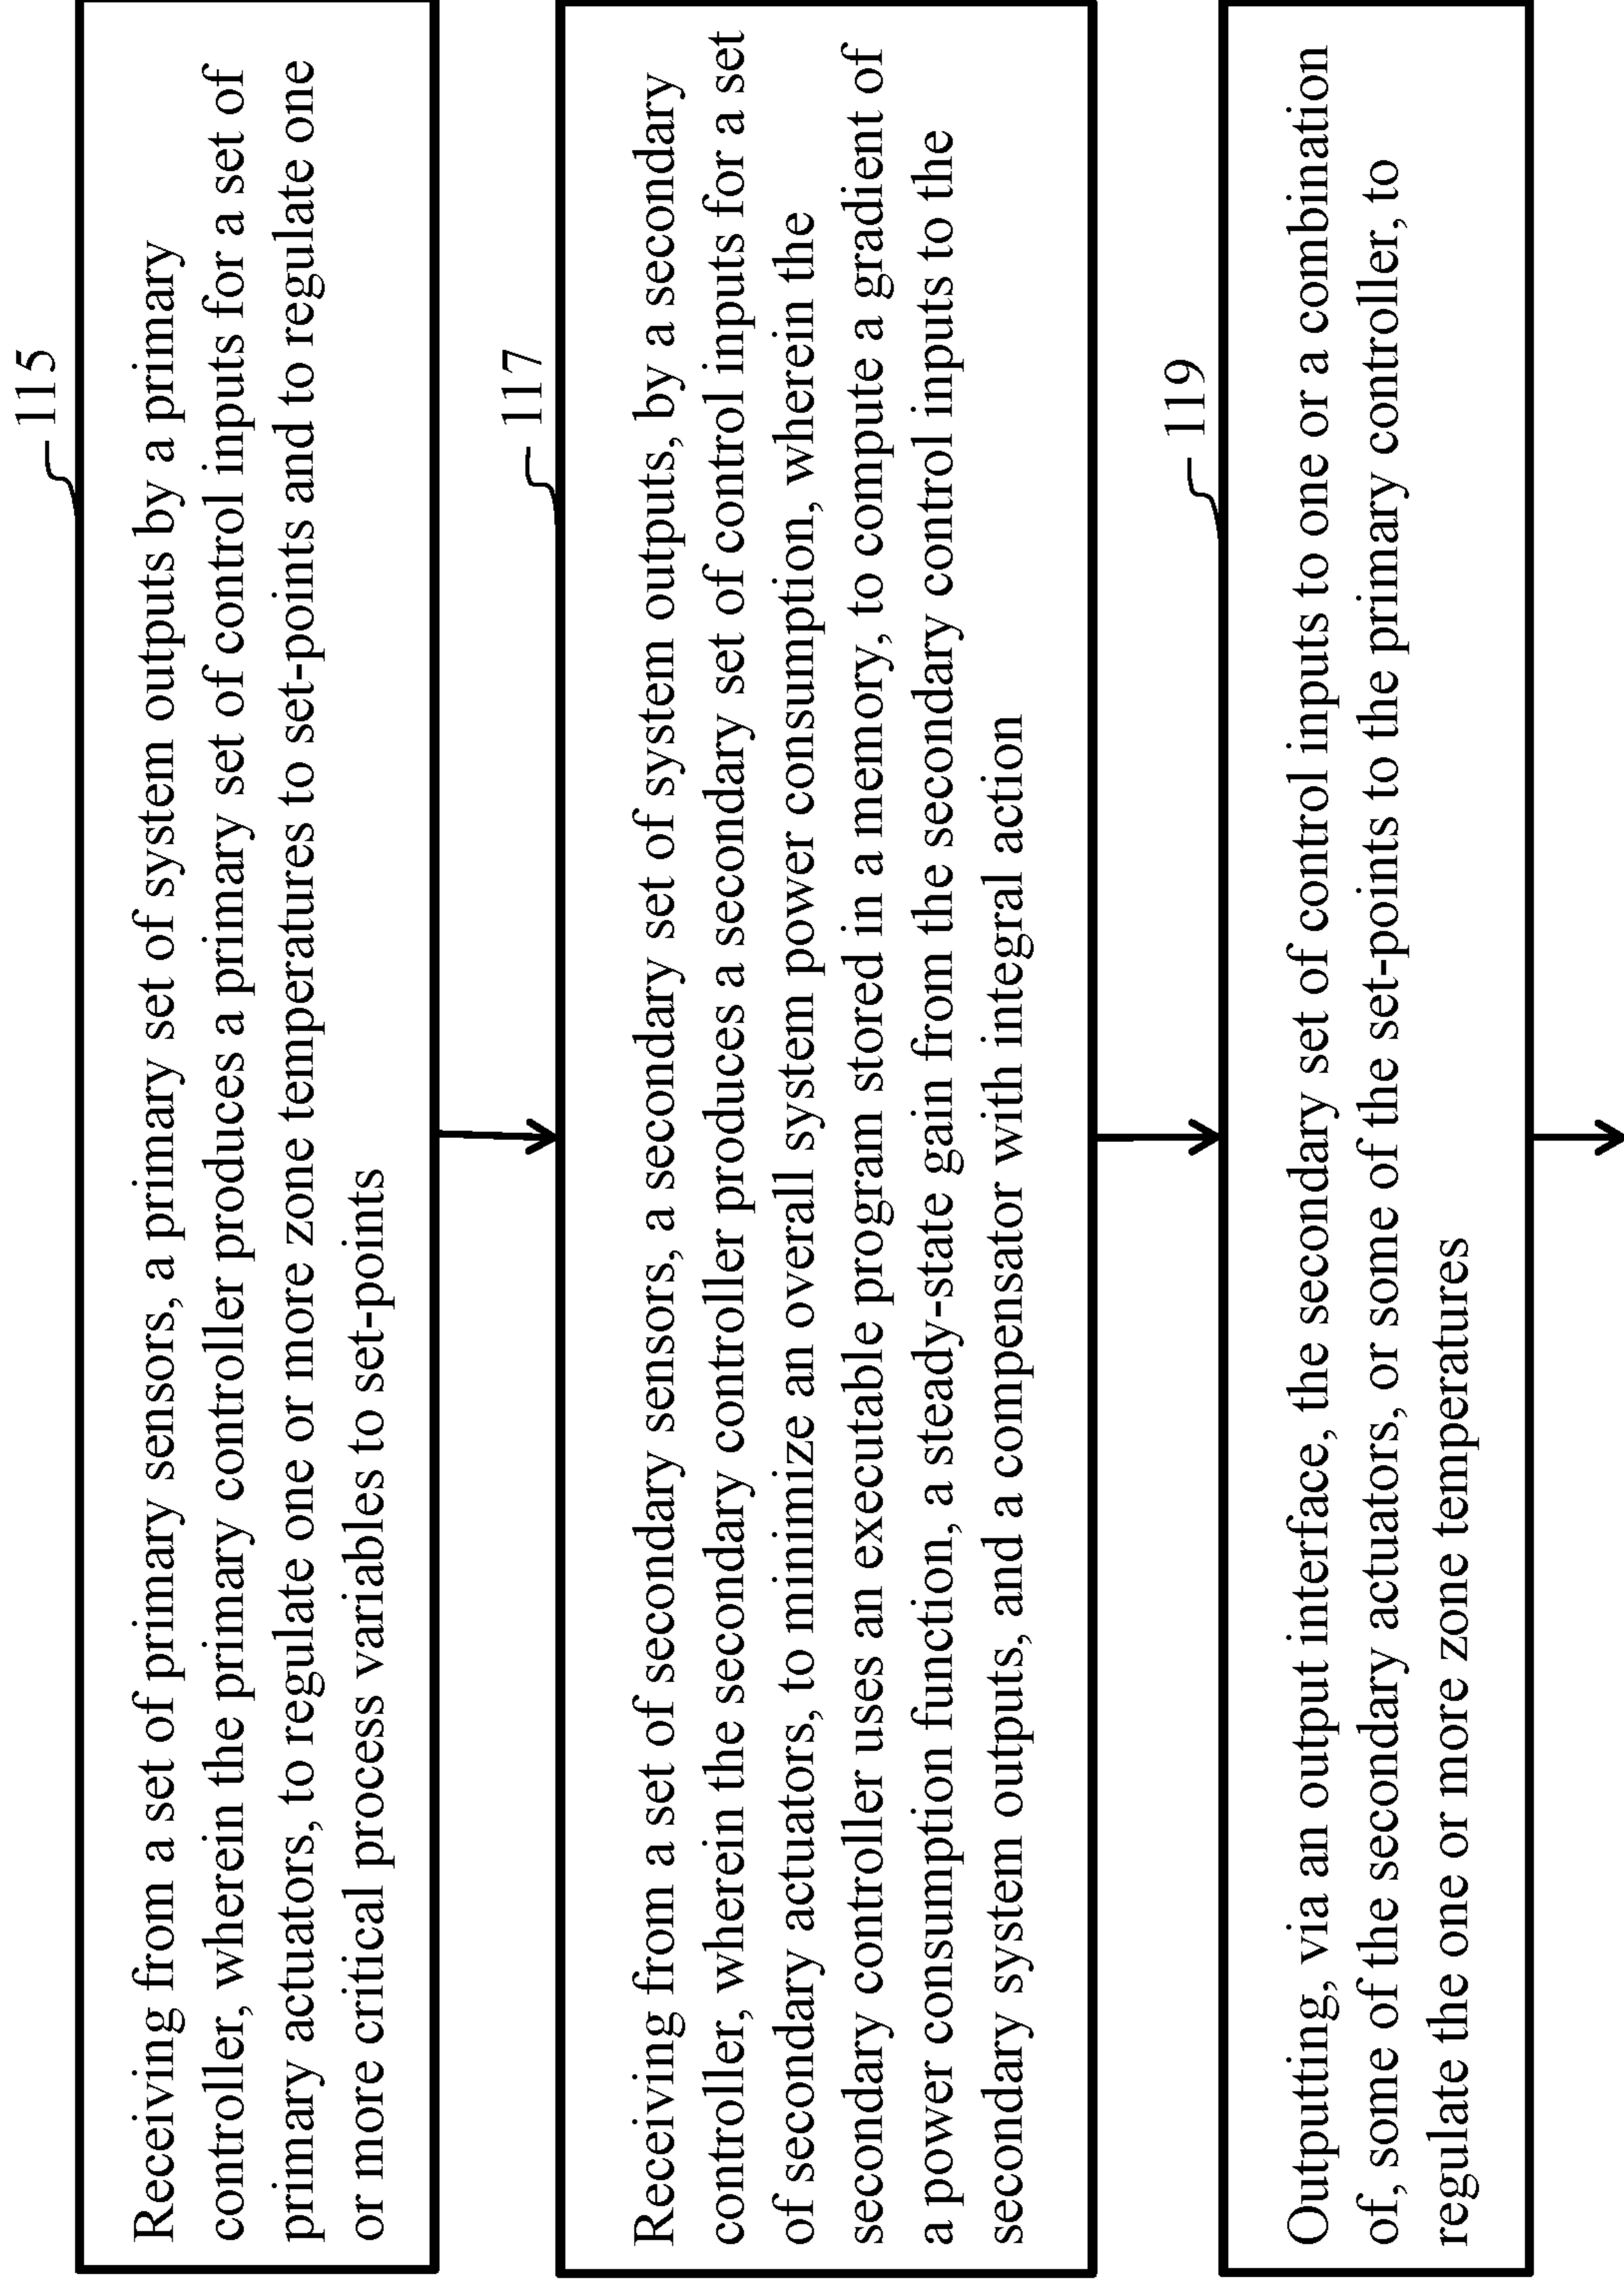 115
Receiving from a set of primary sensors, a primary set of system outputs by a primary
controller, wherein the primary controller produces a primary set of control inputs for a set of
primary actuators, to regulate one or more zone temperatures to set-points and to regulate one
or more critical process variables to set-points
117
Receiving from a set of secondary sensors, a secondary set of system outputs, by a secondary
controller, wherein the secondary controller produces a secondary set of control inputs for a set
of secondary actuators, to minimize an overall system power consumption, wherein the
secondary controller uses an executable program stored in a memory, to compute a gradient of
a power consumption function, a steady-state gain from the secondary control inputs to the
secondary system outputs, and a compensator with integral action
119
Outputting, via an output interface, the secondary set of control inputs to one or a combination
of, some of the secondary actuators, or some of the set-points to the primary controller, to
regulate the one or more zone temperatures